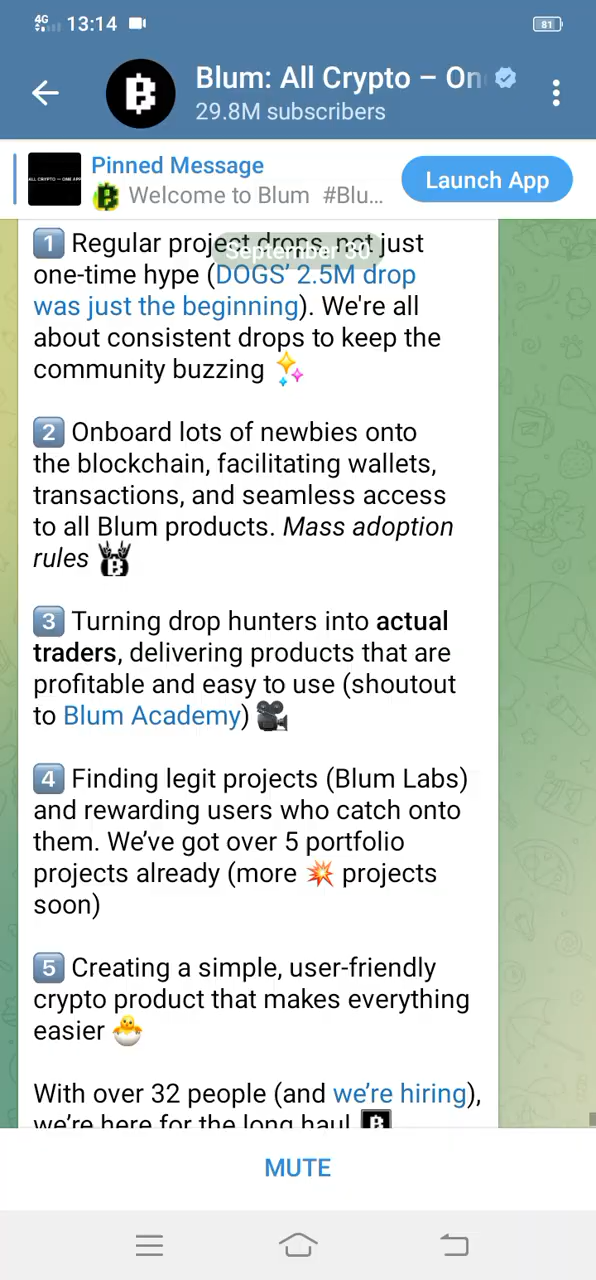 4G 13:14 81
Blum: All Crypto – On
29.8M subscribers
ALL CRYPTO — ONE APP
Pinned Message
Welcome to Blum #Blu...
Launch App
September 30
1 Regular project drops, not just
one-time hype (DOGS' 2.5M drop
was just the beginning). We're all
about consistent drops to keep the
community buzzing ✨
2 Onboard lots of newbies onto
the blockchain, facilitating wallets,
transactions, and seamless access
to all Blum products. Mass adoption
rules
3 Turning drop hunters into actual
traders, delivering products that are
profitable and easy to use (shoutout
to Blum Academy) 🎥
4 Finding legit projects (Blum Labs)
and rewarding users who catch onto
them. We’ve got over 5 portfolio
projects already (more 💥 projects
soon)
5 Creating a simple, user-friendly
crypto product that makes everything
easier 🐣
With over 32 people (and we’re hiring),
we’re here for the long haul
MUTE